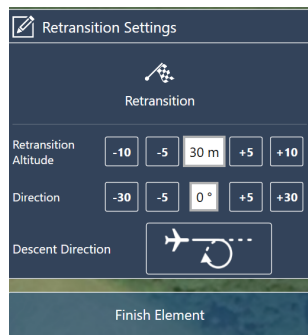 Retransition Settings
Retransition
Retransition
Altitude
-10 -5 30 m +5 +10
Direction -30 -5 0 ° +5 +30
Descent Direction
Finish Element